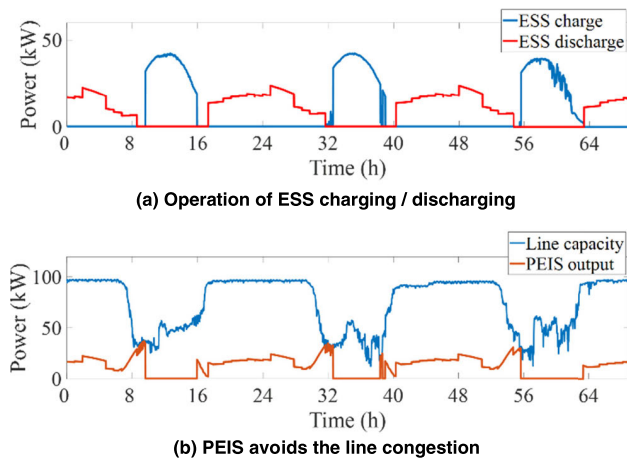 50
ESS charge
ESS discharge
Power (kW)
0
0 8 16 24 32 40 48 56 64
Time (h)
(a) Operation of ESS charging / discharging
100
Line capacity
PEIS output
50
Power (kW)
0
0 8 16 24 32 40 48 56 64
Time (h)
(b) PEIS avoids the line congestion